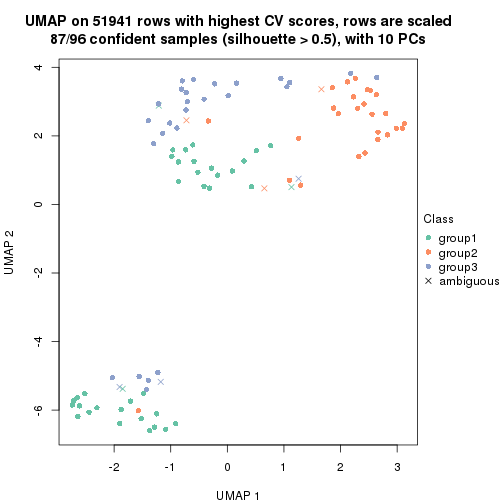 UMAP on 51941 rows with highest CV scores, rows are scaled
87/96 confident samples (silhouette > 0.5), with 10 PCs
4
2
0
-2
-4
-6
UMAP 2
-2
-1
0
1
2
3
UMAP 1
Class
group1
group2
group3
ambiguous